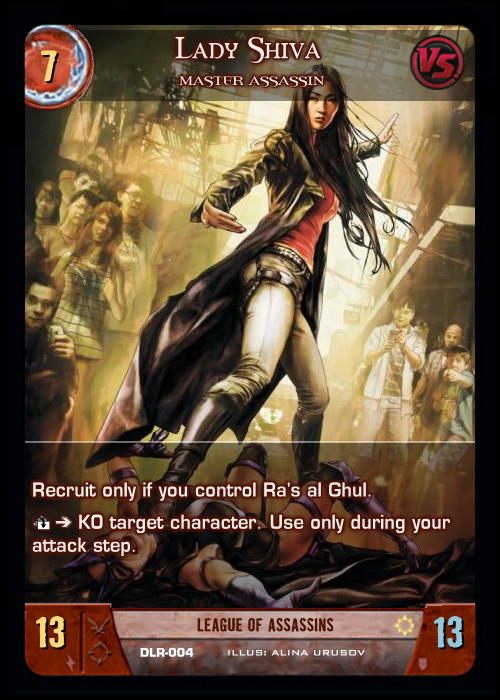 7
LADY SHIVA
VS
MASTER ASSASSIN
Recruit only if you control Ra's al Ghul.
➔ KO target character. Use only during your
attack step.
13
LEAGUE OF ASSASSINS
13
DLR-004 ILLUS: ALINA URUSOV